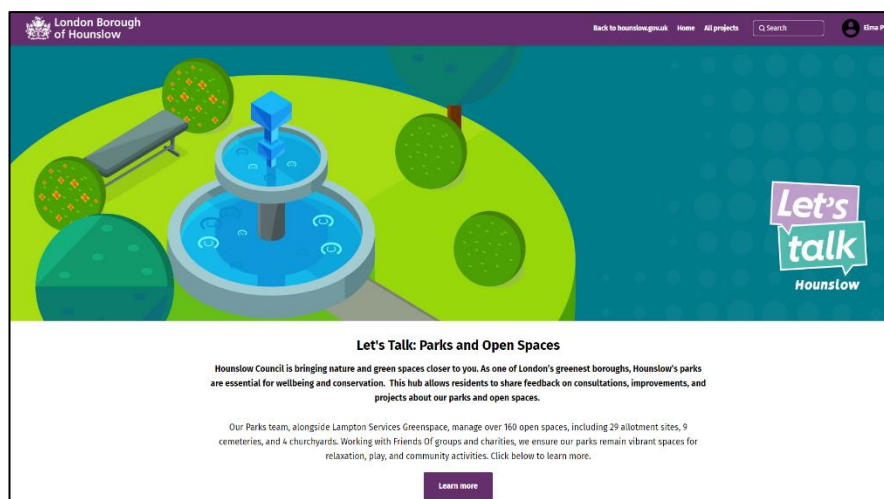 London Borough
of Hounslow
Back to hounslow.gov.uk Home All projects Search Elma P
Let's
talk
Hounslow
Let's Talk: Parks and Open Spaces
Hounslow Council is bringing nature and green spaces closer to you. As one of London's greenest boroughs, Hounslow's parks
are essential for wellbeing and conservation. This hub allows residents to share feedback on consultations, improvements, and
projects about our parks and open spaces.
Our Parks team, alongside Lampton Services Greenspace, manage over 160 open spaces, including 29 allotment sites, 9
cemeteries, and 4 churchyards. Working with Friends Of groups and charities, we ensure our parks remain vibrant spaces for
relaxation, play, and community activities. Click below to learn more.
Learn more